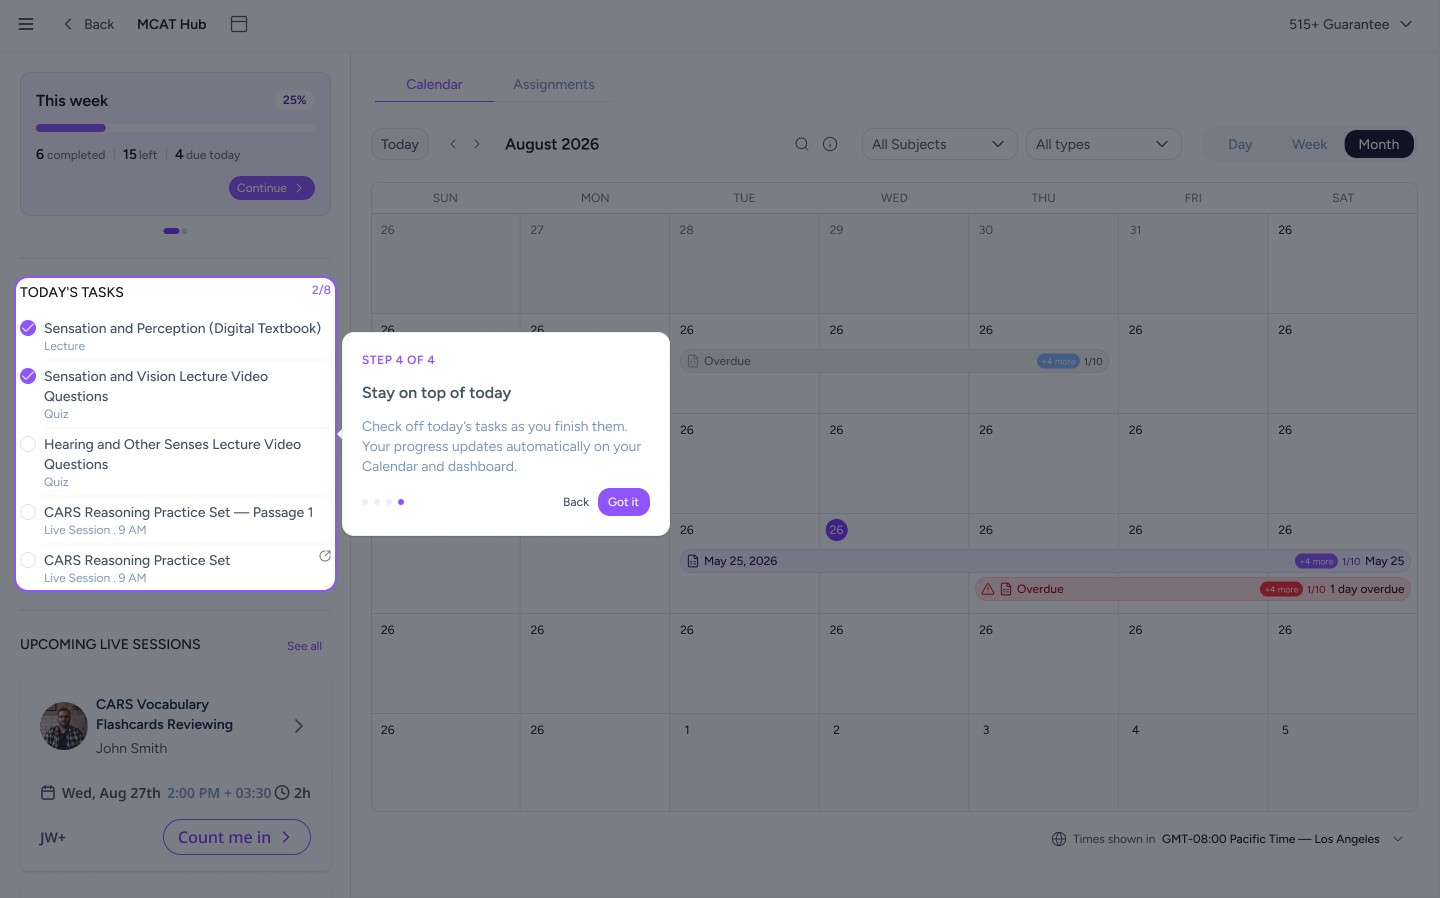 Back
MCAT Hub
515+ Guarantee
This week
25%
6 completed
15 left
4 due today
Continue
TODAY'S TASKS
2/8
Sensation and Perception (Digital Textbook)
Lecture
Sensation and Vision Lecture Video
Questions
Quiz
Hearing and Other Senses Lecture Video
Questions
Quiz
CARS Reasoning Practice Set — Passage 1
Live Session . 9 AM
CARS Reasoning Practice Set
Live Session . 9 AM
UPCOMING LIVE SESSIONS
See all
CARS Vocabulary
Flashcards Reviewing
John Smith
Wed, Aug 27th 2:00 PM + 03:30 2h
JW+
Count me in
Calendar
Assignments
Today
August 2026
All Subjects
All types
Day
Week
Month
SUN MON TUE WED THU FRI SAT
26 27 28 29 30 31 26
26 26 26 26 26 26 26
Overdue +4 more 1/10
STEP 4 OF 4
Stay on top of today
Check off today's tasks as you finish them.
Your progress updates automatically on your
Calendar and dashboard.
Back
Got it
26 26 26 26 26
26 26 26 26 26
May 25, 2026 +4 more 1/10 May 25
Overdue +4 more 1/10 1 day overdue
26 26 26 26 26 26 26
26 26 1 2 3 4 5
Times shown in GMT-08:00 Pacific Time — Los Angeles